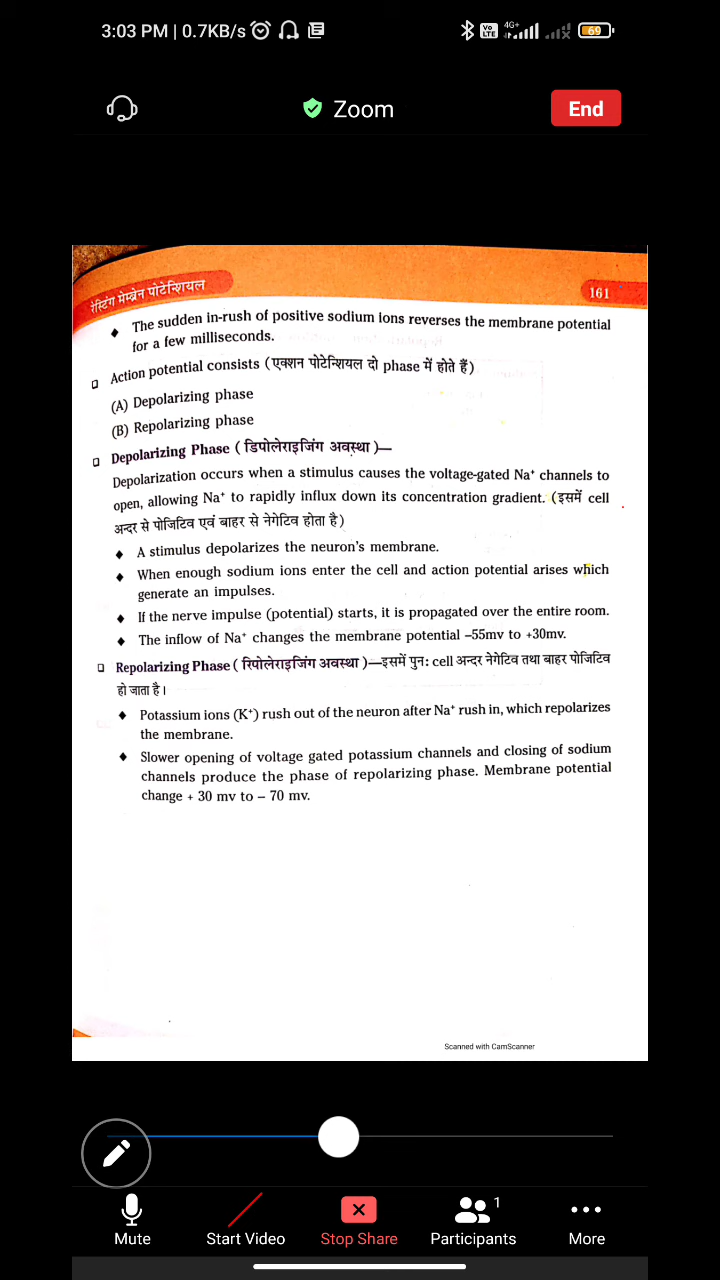 3:03 PM | 0.7KB/s
Vo LTE 4G+ 69
Zoom
End
रेस्टिंग मेम्ब्रेन पोटेन्शियल
161
♦ The sudden in-rush of positive sodium ions reverses the membrane potential
for a few milliseconds.
❑ Action potential consists (एक्शन पोटेन्शियल दो phase में होते हैं)
(A) Depolarizing phase
(B) Repolarizing phase
❑ Depolarizing Phase ( डिपोलेराइजिंग अवस्था )—
Depolarization occurs when a stimulus causes the voltage-gated Na⁺ channels to
open, allowing Na⁺ to rapidly influx down its concentration gradient. (इसमें cell
अन्दर से पोजिटिव एवं बाहर से नेगेटिव होता है)
♦ A stimulus depolarizes the neuron's membrane.
♦ When enough sodium ions enter the cell and action potential arises which
generate an impulses.
♦ If the nerve impulse (potential) starts, it is propagated over the entire room.
♦ The inflow of Na⁺ changes the membrane potential –55mv to +30mv.
❑ Repolarizing Phase ( रिपोलेराइजिंग अवस्था )—इसमें पुन: cell अन्दर नेगेटिव तथा बाहर पोजिटिव
हो जाता है।
♦ Potassium ions (K⁺) rush out of the neuron after Na⁺ rush in, which repolarizes
the membrane.
♦ Slower opening of voltage gated potassium channels and closing of sodium
channels produce the phase of repolarizing phase. Membrane potential
change + 30 mv to – 70 mv.
Scanned with CamScanner
Mute
Start Video
Stop Share
Participants 1
More